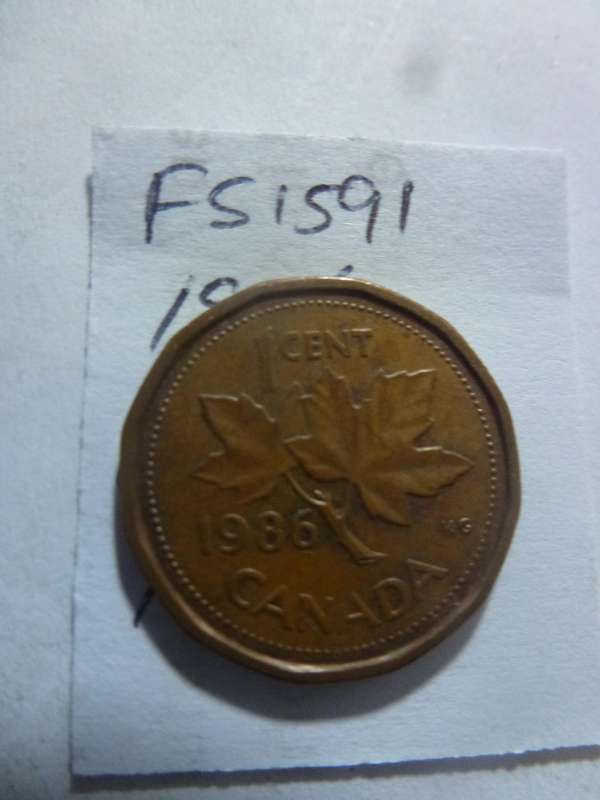 FS1591
1 CENT
1986
KG
CANADA